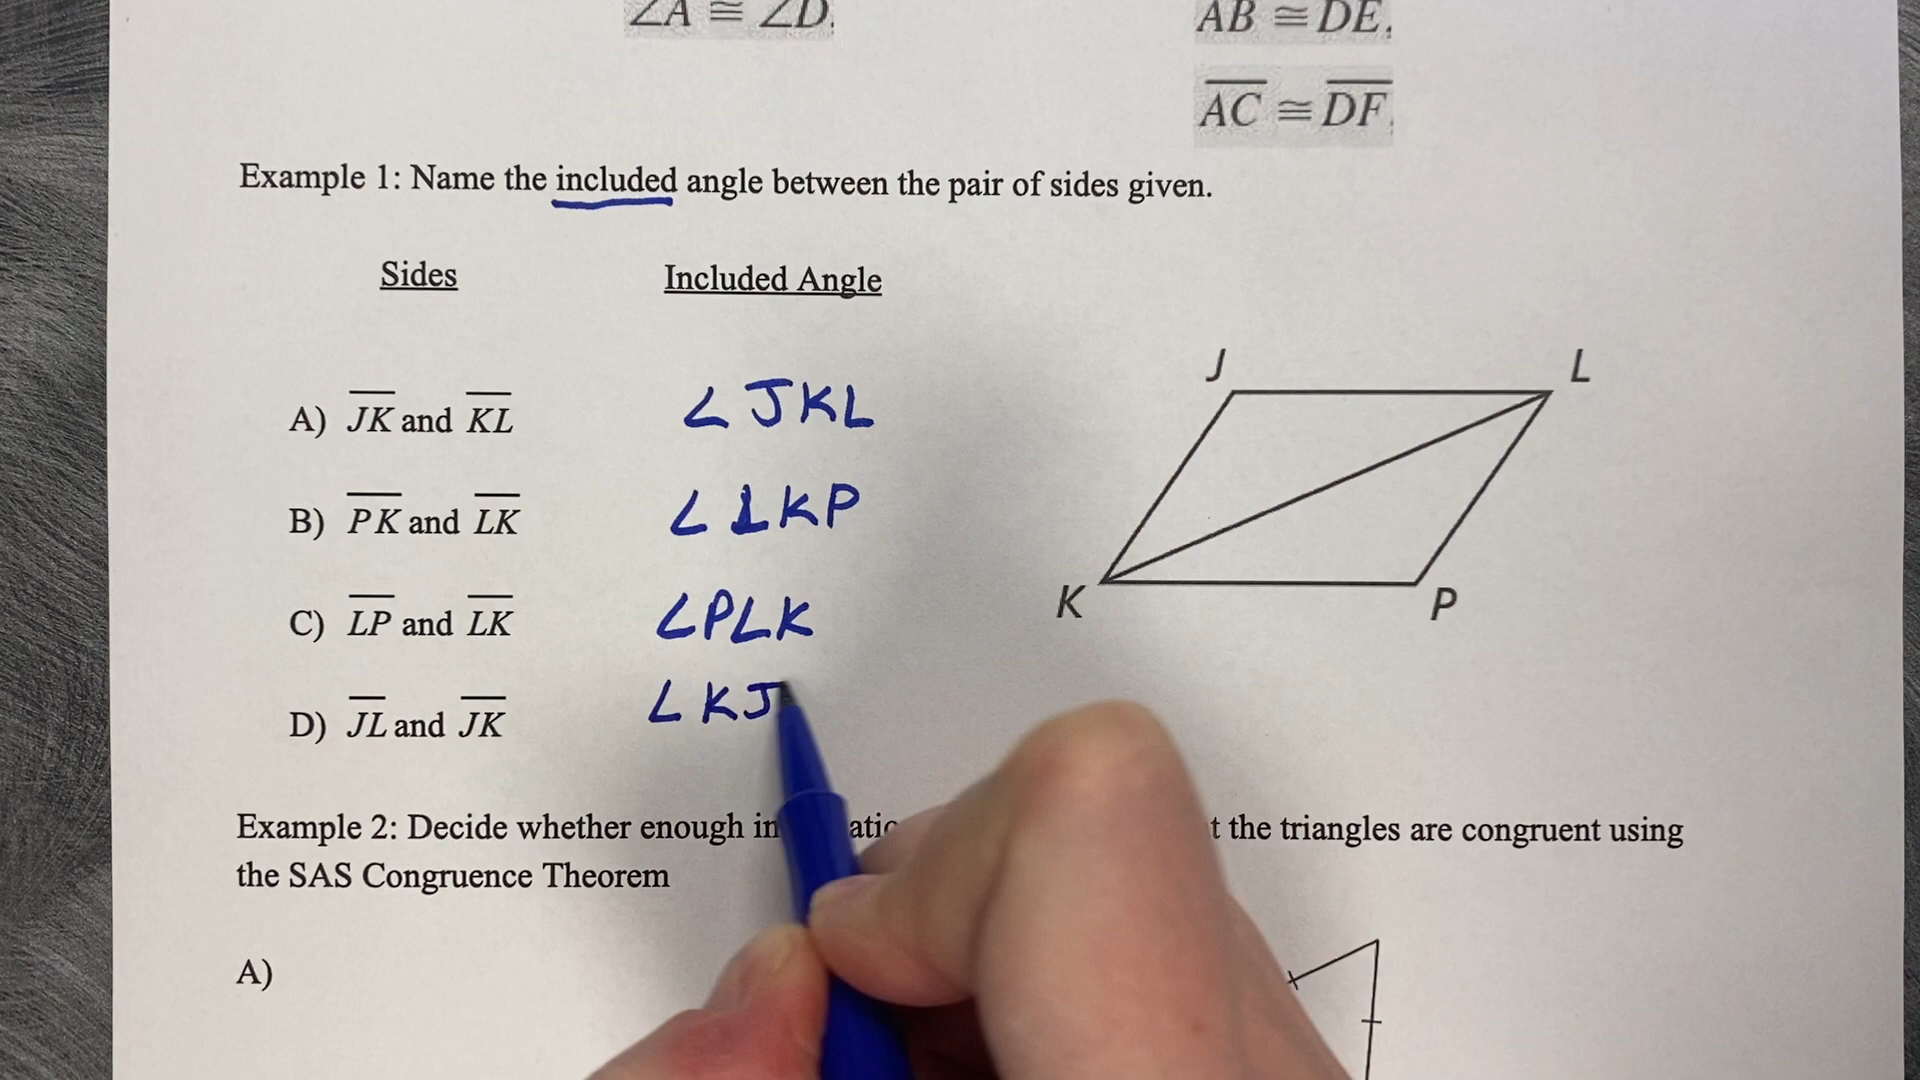 ∠A ≅ ∠D.
AB ≅ DE,
AC ≅ DF,
Example 1: Name the included angle between the pair of sides given.
Sides Included Angle
A) JK and KL ∠JKL
B) PK and LK ∠LKP
C) LP and LK ∠PLK
D) JL and JK ∠KJ
J L
K P
Example 2: Decide whether enough the triangles are congruent using
the SAS Congruence Theorem
A)